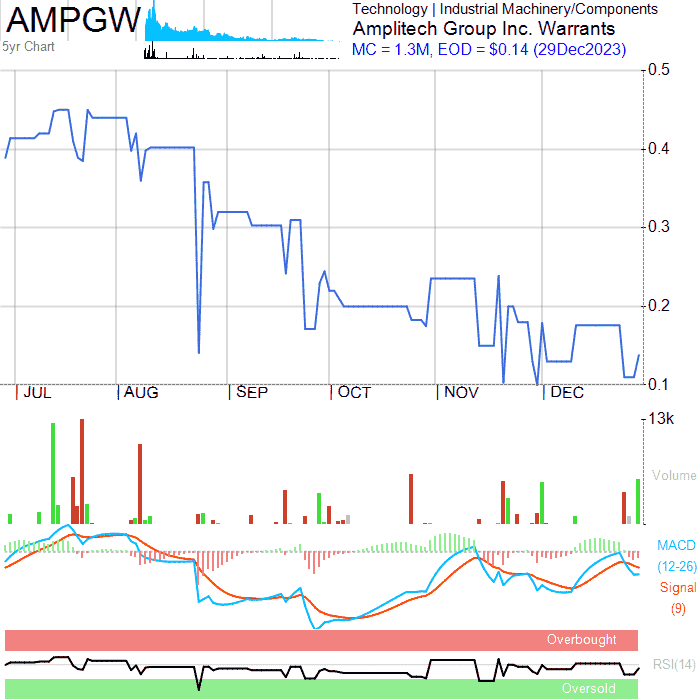 AMPGW
5yr Chart
Technology | Industrial Machinery/Components
Amplitech Group Inc. Warrants
MC = 1.3M, EOD = $0.14 (29Dec2023)
0.5
0.4
0.3
0.2
0.1
JUL AUG SEP OCT NOV DEC
13k
Volume
MACD
(12-26)
Signal
(9)
Overbought
RSI(14)
Oversold